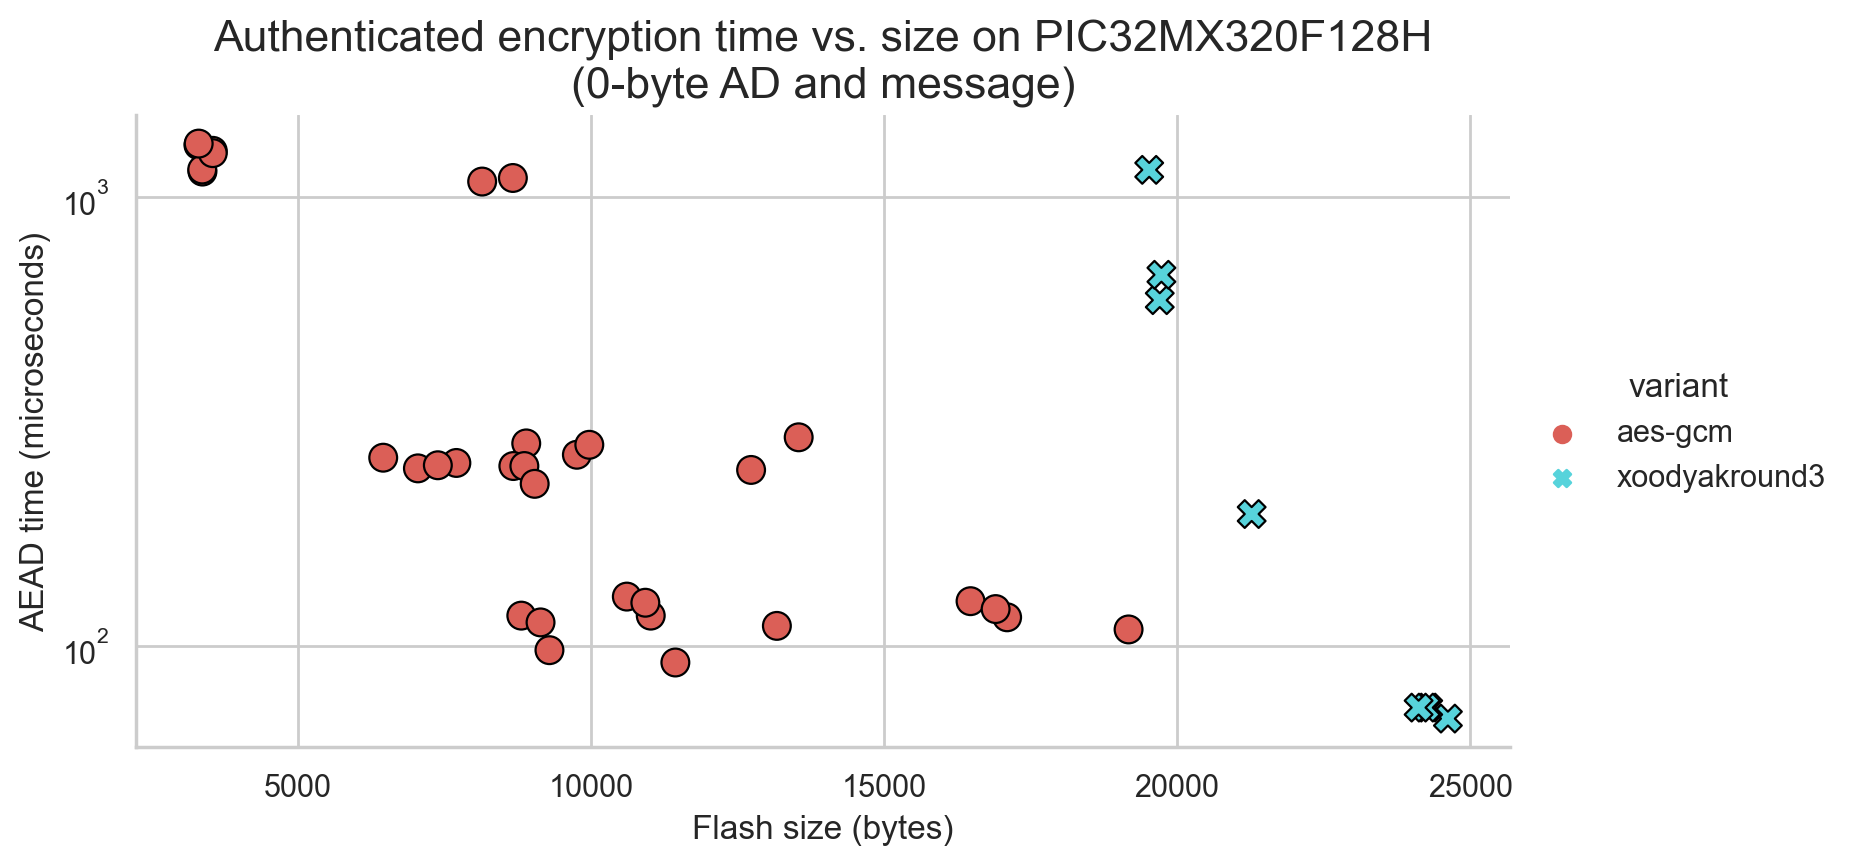 Authenticated encryption time vs. size on PIC32MX320F128H
(0-byte AD and message)
AEAD time (microseconds)
10³
10²
5000 10000 15000 20000 25000
Flash size (bytes)
variant
aes-gcm
xoodyakround3